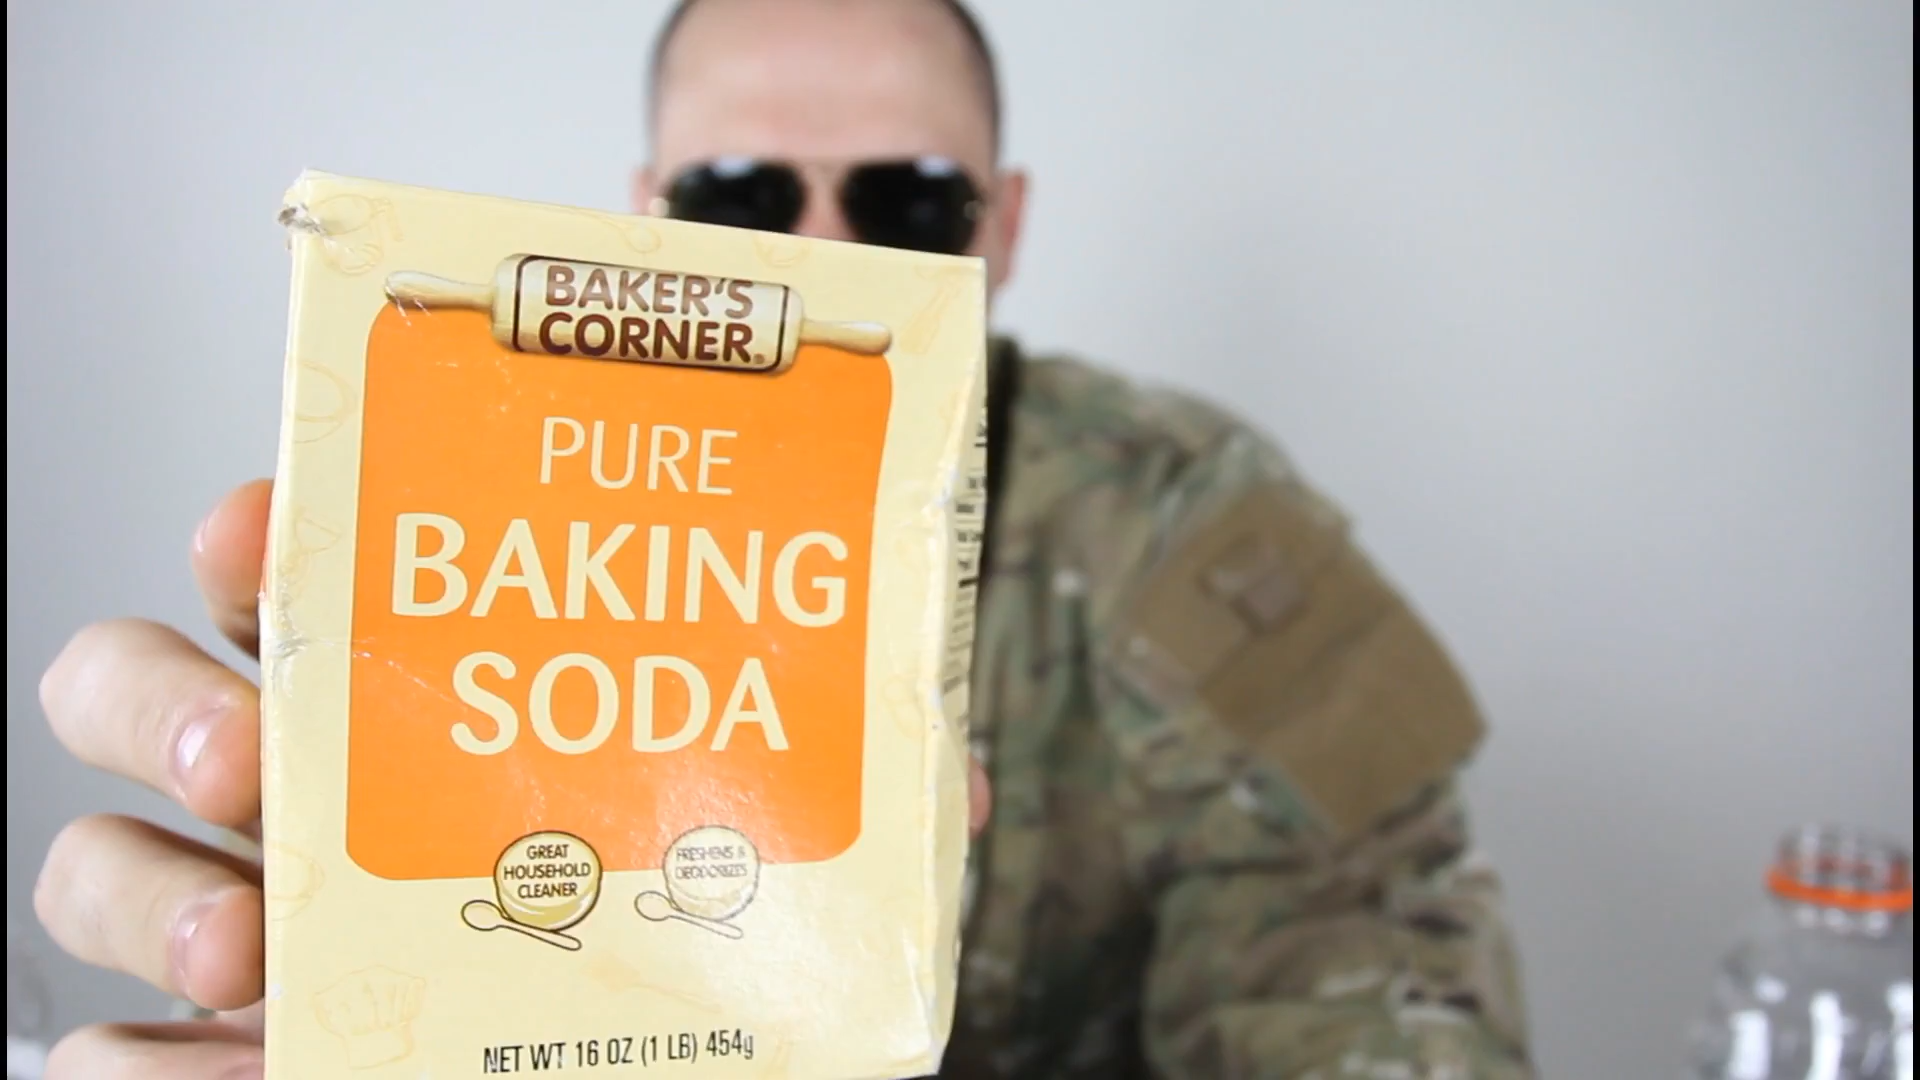 BAKER'S
CORNER®
PURE
BAKING
SODA
GREAT
HOUSEHOLD
CLEANER
FRESHENS &
DEODORIZES
NET WT 16 OZ (1 LB) 454g